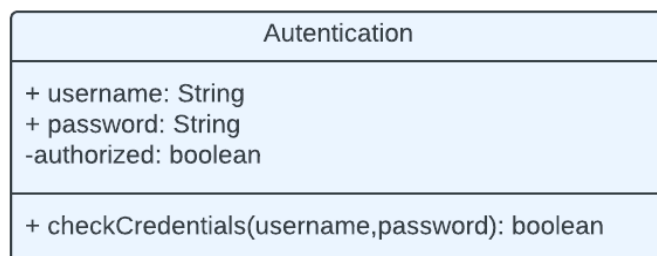 Autentication
+ username: String
+ password: String
-authorized: boolean
+ checkCredentials(username,password): boolean